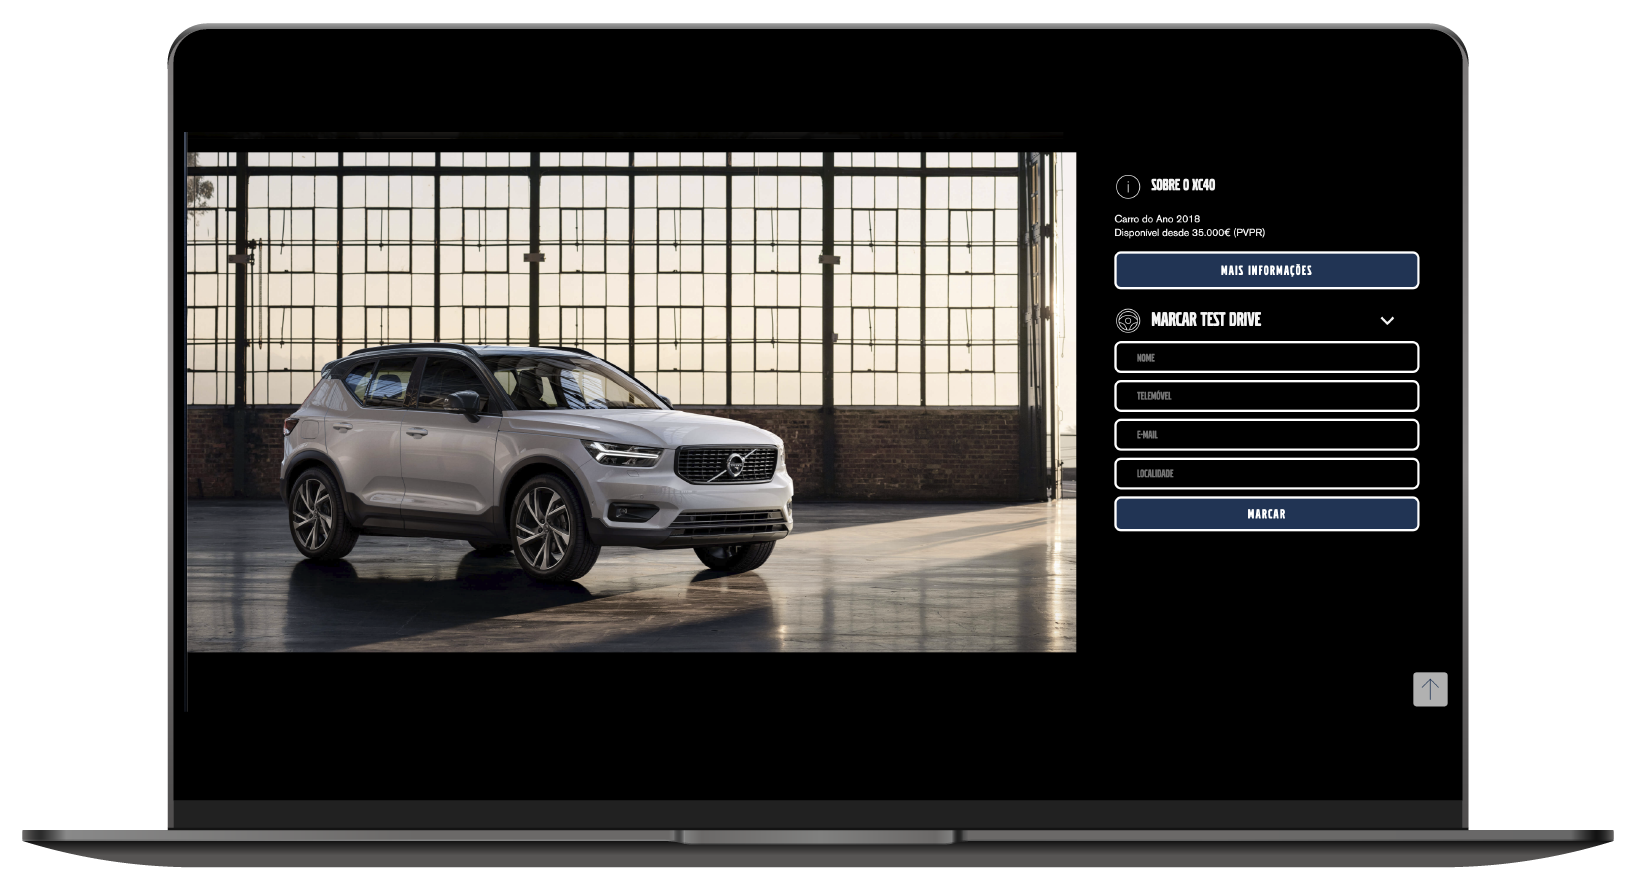 SOBRE O XC40
Carro do Ano 2018
Disponível desde 35.000€ (PVPR)
MAIS INFORMAÇÕES
MARCAR TEST DRIVE
NOME
TELEMÓVEL
E-MAIL
LOCALIDADE
MARCAR